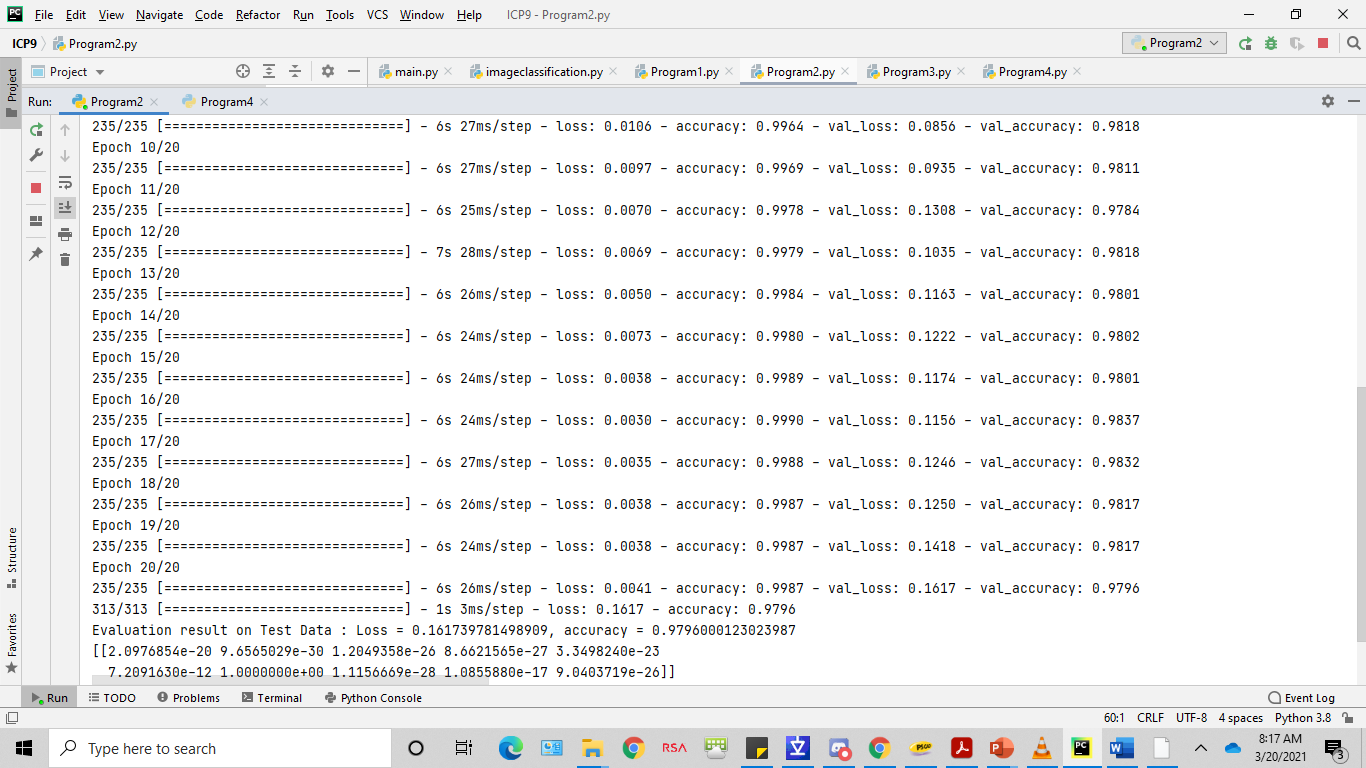 PC File Edit View Navigate Code Refactor Run Tools VCS Window Help ICP9 - Program2.py
ICP9 Program2.py Program2
Project Project main.py imageclassification.py Program1.py Program2.py Program3.py Program4.py
Run: Program2 Program4
235/235 [==============================] - 6s 27ms/step - loss: 0.0106 - accuracy: 0.9964 - val_loss: 0.0856 - val_accuracy: 0.9818
Epoch 10/20
235/235 [==============================] - 6s 27ms/step - loss: 0.0097 - accuracy: 0.9969 - val_loss: 0.0935 - val_accuracy: 0.9811
Epoch 11/20
235/235 [==============================] - 6s 25ms/step - loss: 0.0070 - accuracy: 0.9978 - val_loss: 0.1308 - val_accuracy: 0.9784
Epoch 12/20
235/235 [==============================] - 7s 28ms/step - loss: 0.0069 - accuracy: 0.9979 - val_loss: 0.1035 - val_accuracy: 0.9818
Epoch 13/20
235/235 [==============================] - 6s 26ms/step - loss: 0.0050 - accuracy: 0.9984 - val_loss: 0.1163 - val_accuracy: 0.9801
Epoch 14/20
235/235 [==============================] - 6s 24ms/step - loss: 0.0073 - accuracy: 0.9980 - val_loss: 0.1222 - val_accuracy: 0.9802
Epoch 15/20
235/235 [==============================] - 6s 24ms/step - loss: 0.0038 - accuracy: 0.9989 - val_loss: 0.1174 - val_accuracy: 0.9801
Epoch 16/20
235/235 [==============================] - 6s 24ms/step - loss: 0.0030 - accuracy: 0.9990 - val_loss: 0.1156 - val_accuracy: 0.9837
Epoch 17/20
235/235 [==============================] - 6s 27ms/step - loss: 0.0035 - accuracy: 0.9988 - val_loss: 0.1246 - val_accuracy: 0.9832
Epoch 18/20
235/235 [==============================] - 6s 26ms/step - loss: 0.0038 - accuracy: 0.9987 - val_loss: 0.1250 - val_accuracy: 0.9817
Epoch 19/20
235/235 [==============================] - 6s 24ms/step - loss: 0.0038 - accuracy: 0.9987 - val_loss: 0.1418 - val_accuracy: 0.9817
Epoch 20/20
235/235 [==============================] - 6s 26ms/step - loss: 0.0041 - accuracy: 0.9987 - val_loss: 0.1617 - val_accuracy: 0.9796
313/313 [==============================] - 1s 3ms/step - loss: 0.1617 - accuracy: 0.9796
Evaluation result on Test Data : Loss = 0.161739781498909, accuracy = 0.9796000123023987
[[2.0976854e-20 9.6565029e-30 1.2049358e-26 8.6621565e-27 3.3498240e-23
7.2091630e-12 1.0000000e+00 1.1156669e-28 1.0855880e-17 9.0403719e-26]]
Structure
Favorites
Run TODO Problems Terminal Python Console Event Log
60:1 CRLF UTF-8 4 spaces Python 3.8
Type here to search RSA PSCU PC 8:17 AM
3/20/2021 3